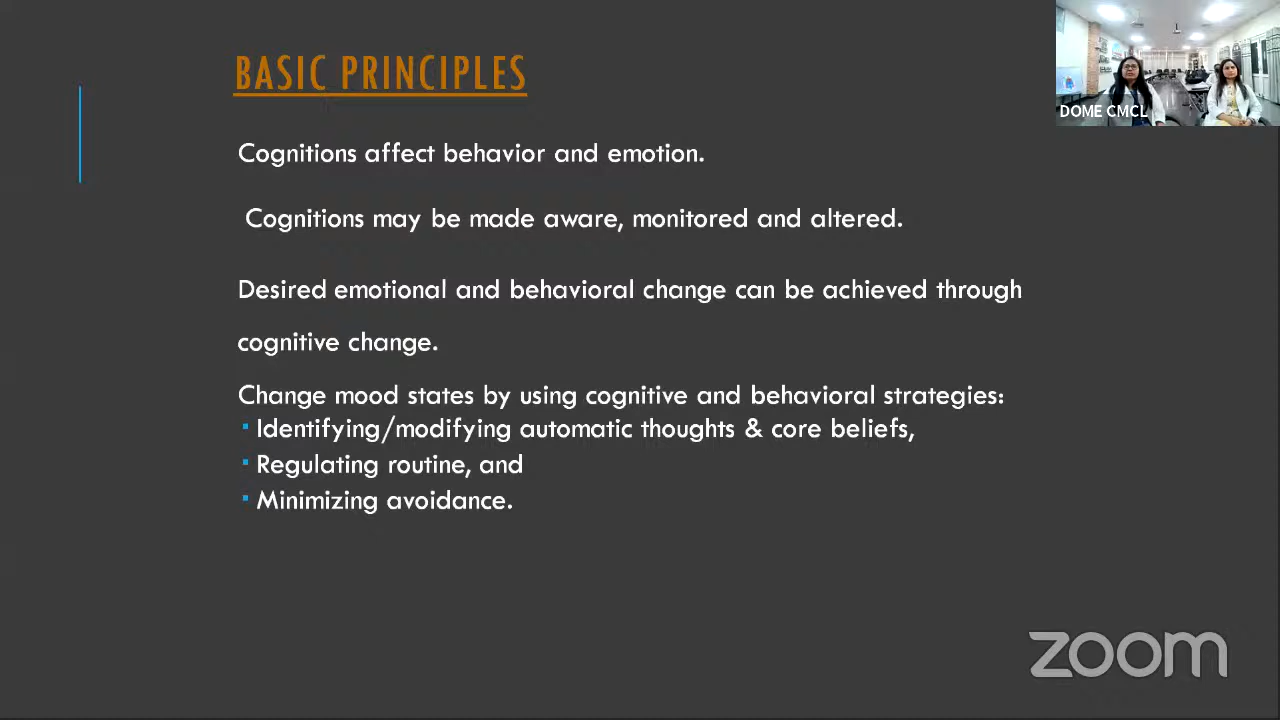 BASIC PRINCIPLES
DOME CMCL
Cognitions affect behavior and emotion.
Cognitions may be made aware, monitored and altered.
Desired emotional and behavioral change can be achieved through
cognitive change.
Change mood states by using cognitive and behavioral strategies:
▪ Identifying/modifying automatic thoughts & core beliefs,
▪ Regulating routine, and
▪ Minimizing avoidance.
zoom